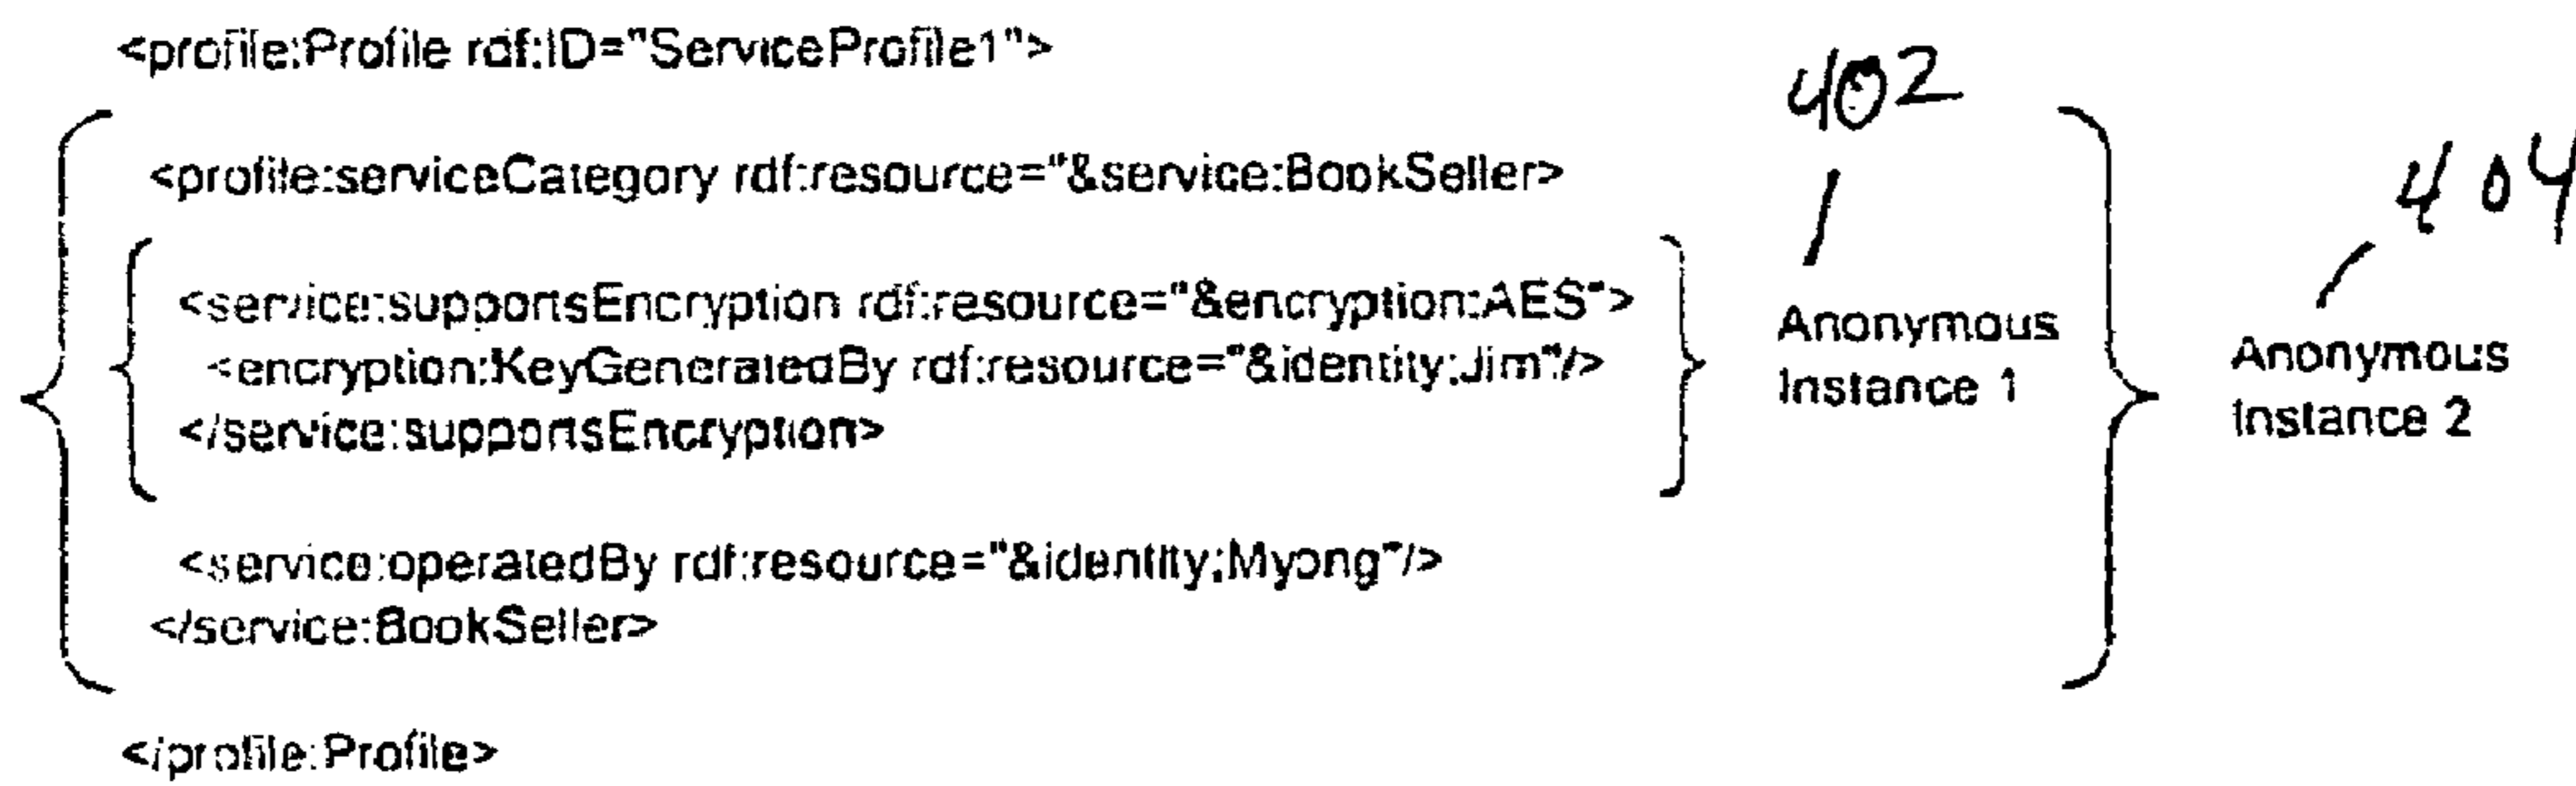 <profile:Profile rdf:ID="ServiceProfile1">
402
<profile:serviceCategory rdf:resource="&service:BookSeller>
404
<service:supportsEncryption rdf:resource="&encryption:AES">
<encryption:KeyGeneratedBy rdf:resource="&identity;Jim"/>
</service:supportsEncryption>
Anonymous
Instance 1
Anonymous
Instance 2
<service:operatedBy rdf:resource="&identity;Myong"/>
</service:BookSeller>
</profile:Profile>